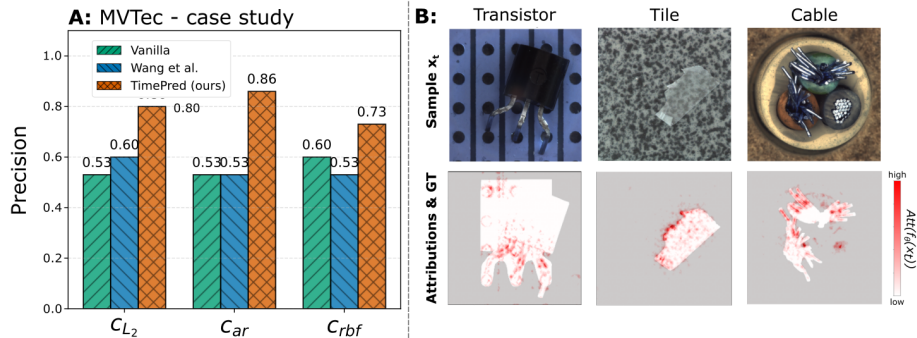 A: MVTec - case study
Precision
1.0
0.8
0.6
0.4
0.2
0.0
Vanilla
Wang et al.
TimePred (ours)
0.53
0.60
0.80
0.53
0.53
0.86
0.60
0.53
0.73
c_{L_2}
c_{ar}
c_{rbf}
B:
Transistor
Tile
Cable
Sample x_t
Attributions & GT
high
low
Att(f_θ(x_t))